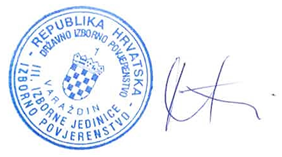 REPUBLIKA HRVATSKA
DRŽAVNO IZBORNO POVJERENSTVO
1
III. IZBORNE JEDINICE
VARAŽDIN
- IZBORNO POVJERENSTVO -